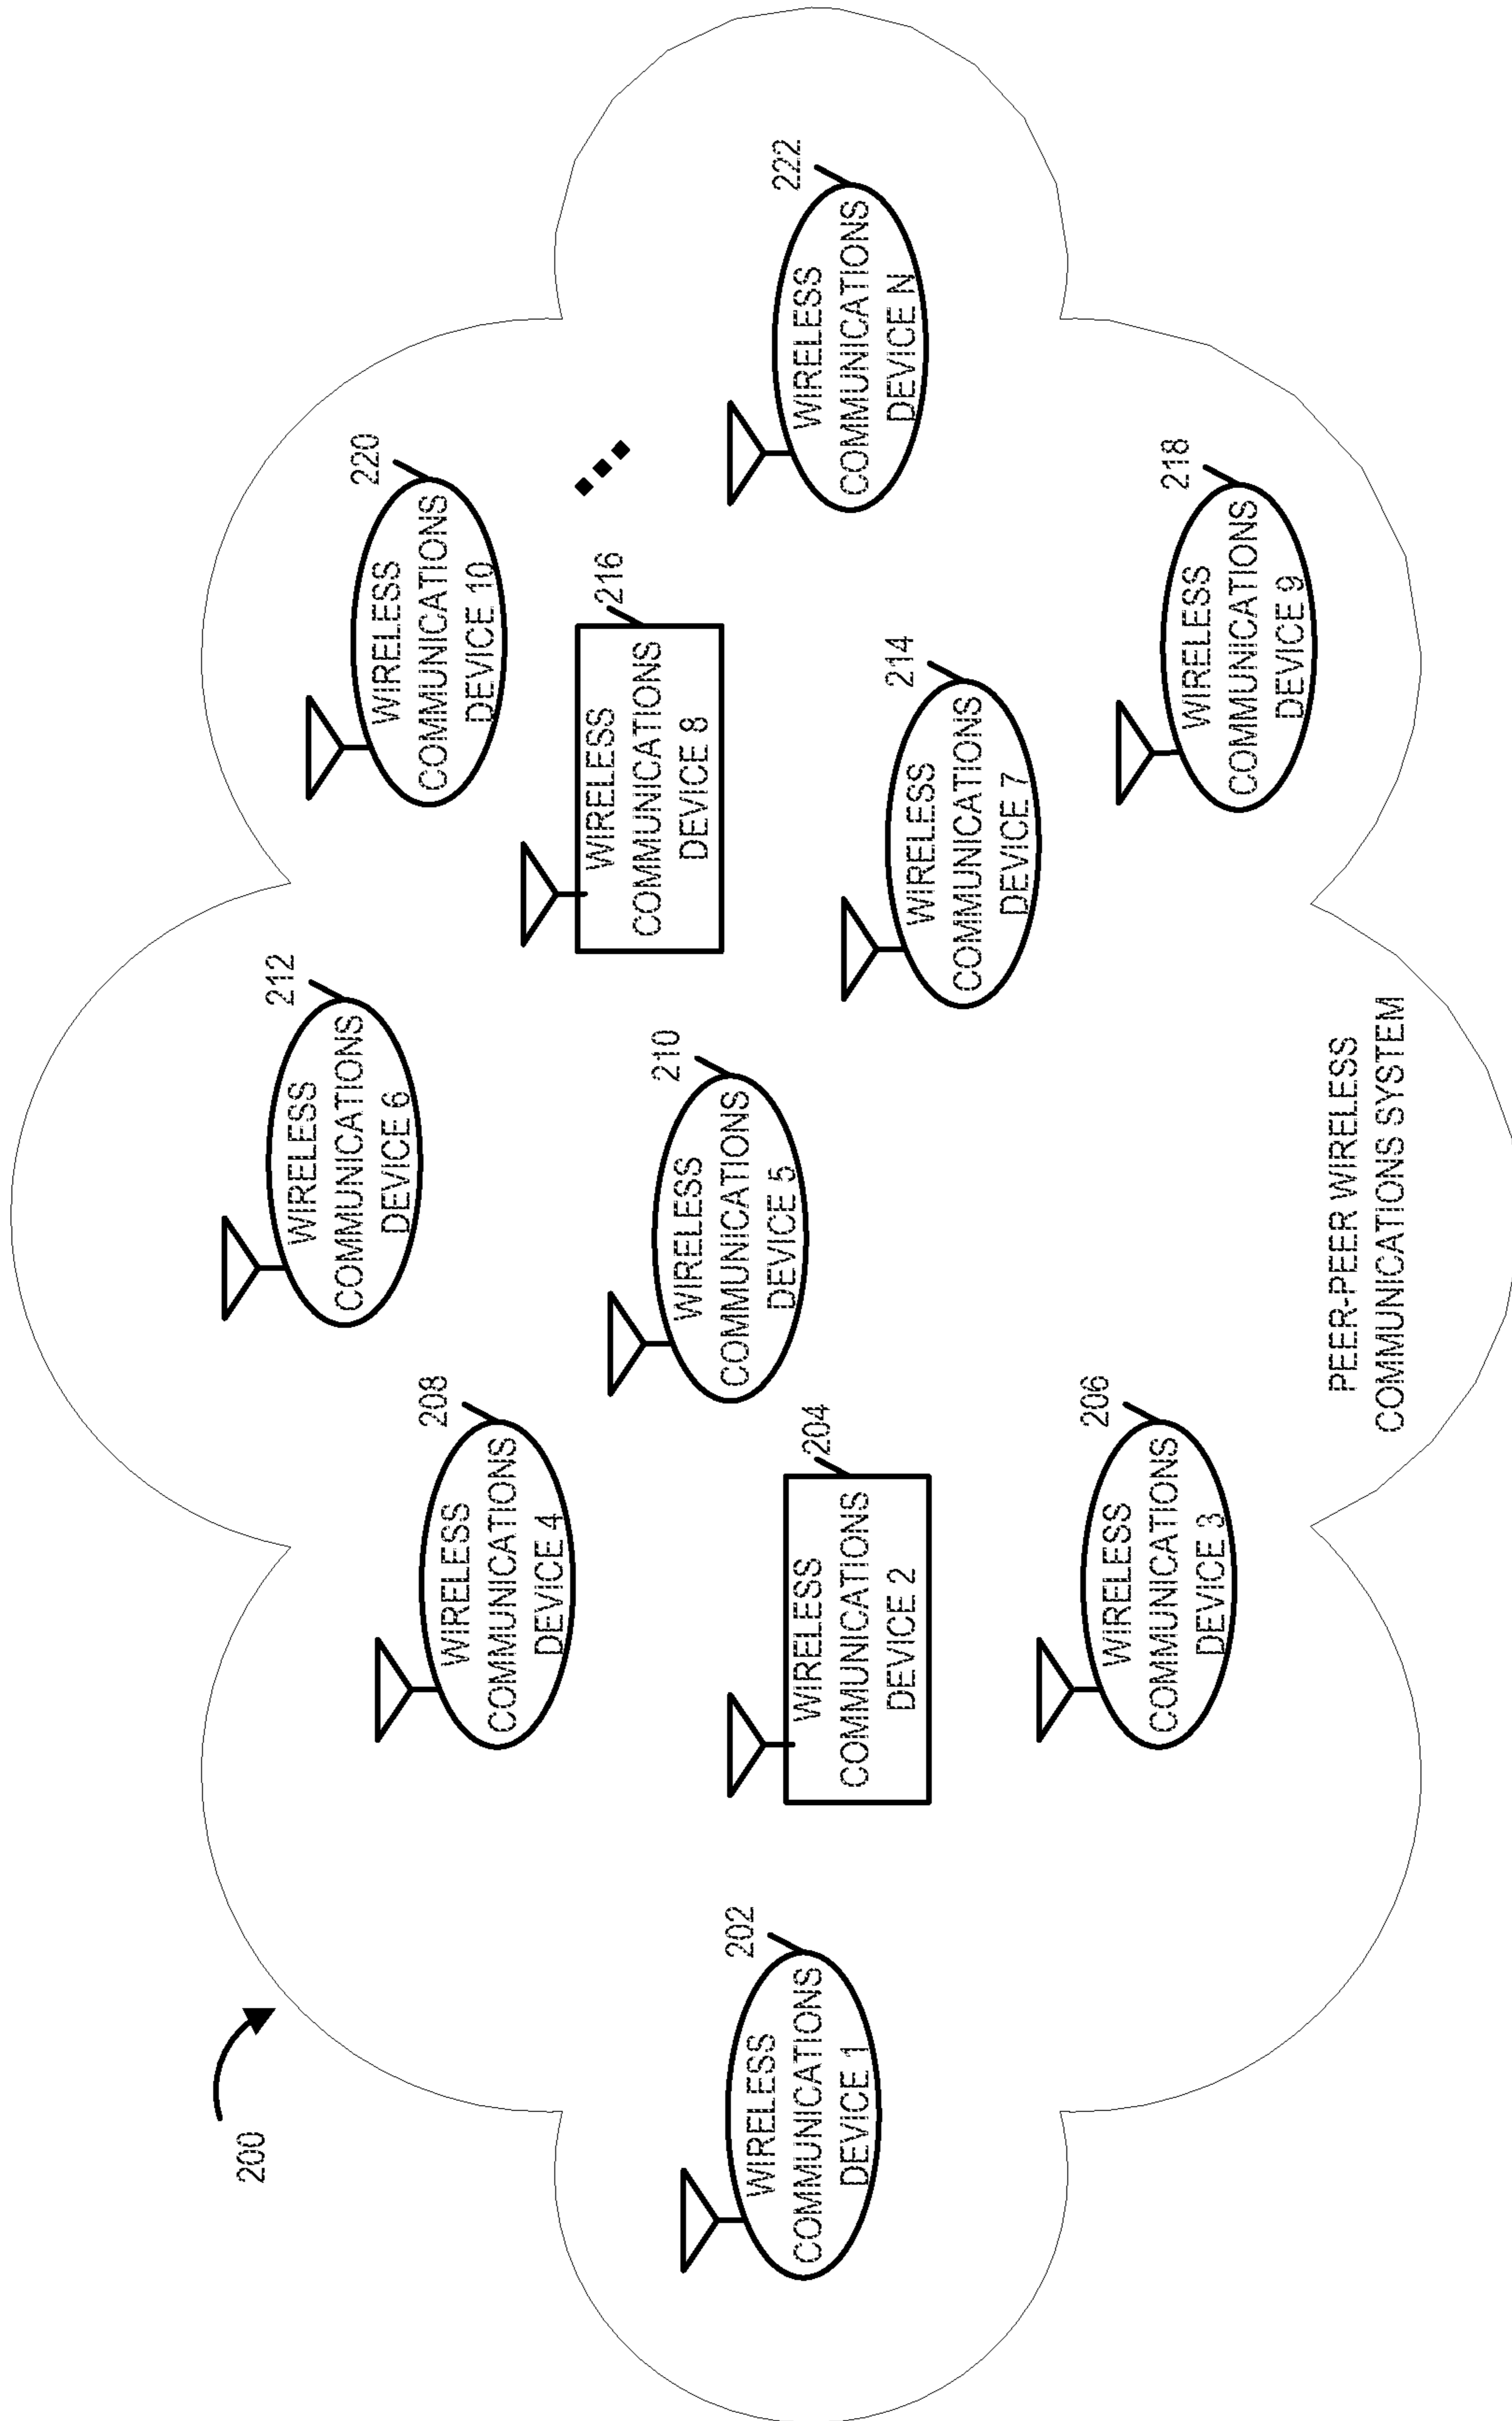 200
202
WIRELESS
COMMUNICATIONS
DEVICE 1
208
WIRELESS
COMMUNICATIONS
DEVICE 4
204
WIRELESS
COMMUNICATIONS
DEVICE 2
206
WIRELESS
COMMUNICATIONS
DEVICE 3
212
WIRELESS
COMMUNICATIONS
DEVICE 6
210
WIRELESS
COMMUNICATIONS
DEVICE 5
220
WIRELESS
COMMUNICATIONS
DEVICE 10
216
WIRELESS
COMMUNICATIONS
DEVICE 8
214
WIRELESS
COMMUNICATIONS
DEVICE 7
222
WIRELESS
COMMUNICATIONS
DEVICE N
218
WIRELESS
COMMUNICATIONS
DEVICE 9
PEER-PEER WIRELESS
COMMUNICATIONS SYSTEM